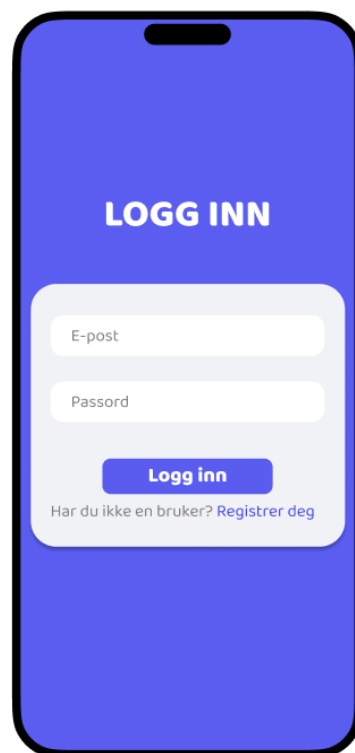 LOGG INN
E-post
Passord
Logg inn
Har du ikke en bruker? Registrer deg